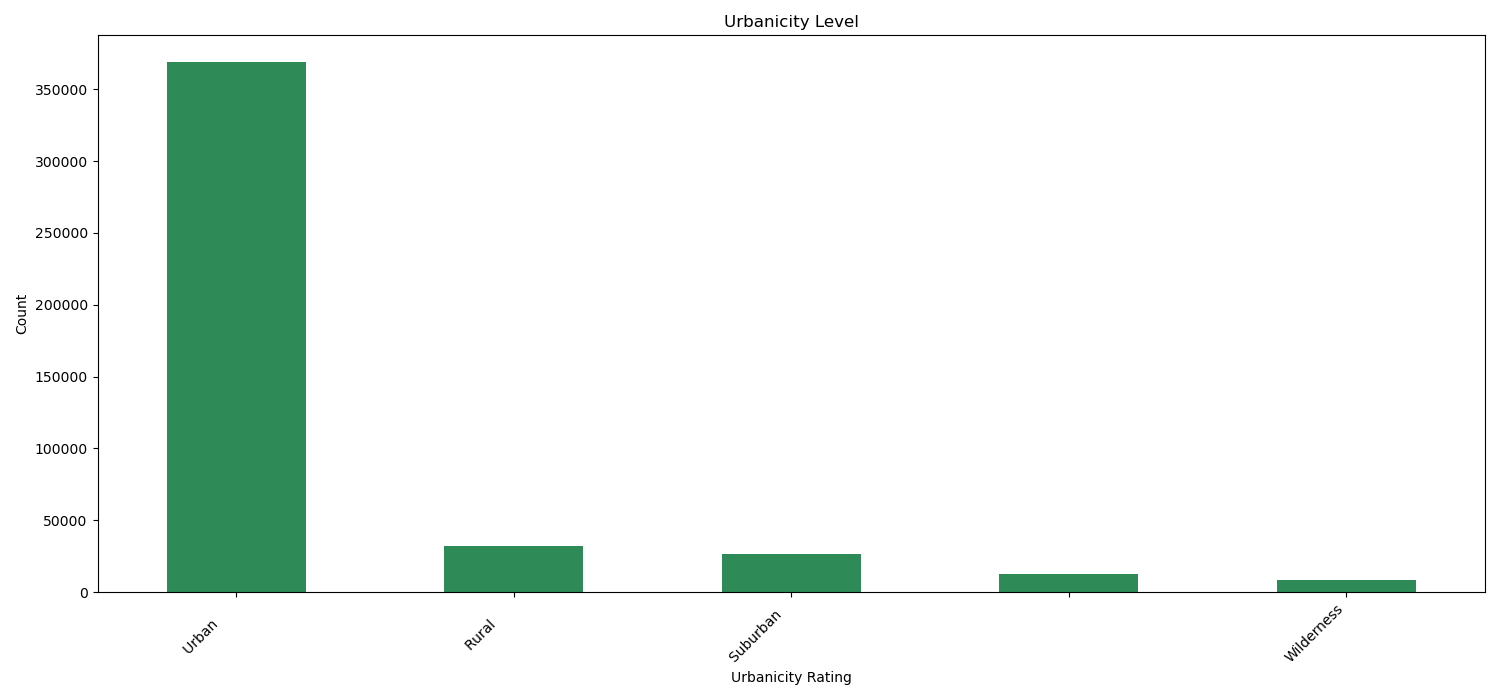 Urbanicity Level
350000
300000
250000
200000
150000
100000
50000
0
Count
Urban
Rural
Suburban
Wilderness
Urbanicity Rating